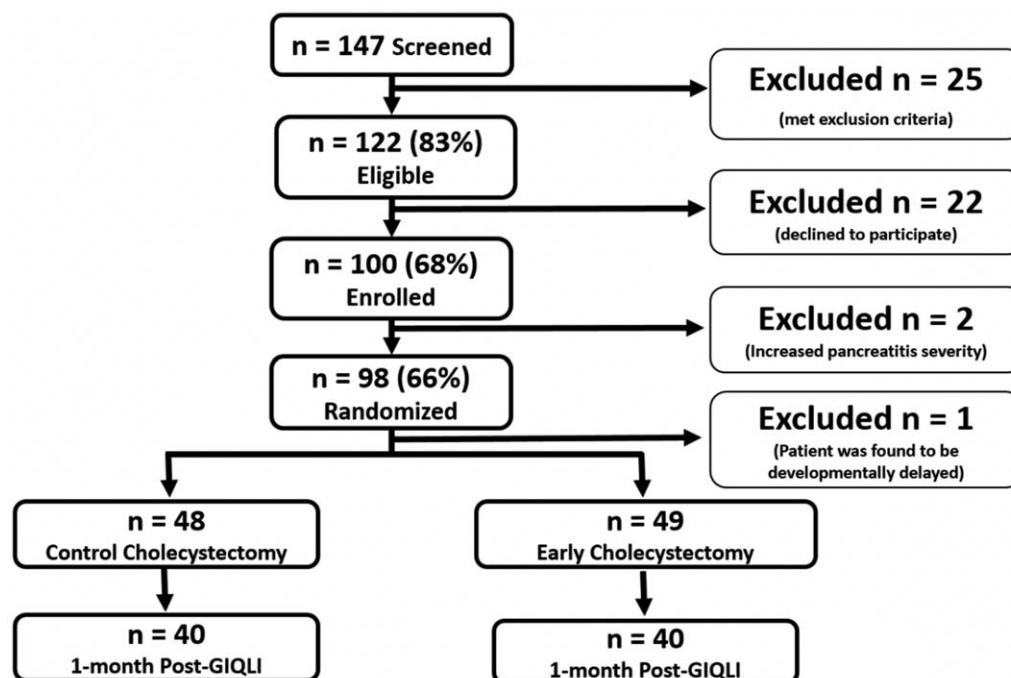 n = 147 Screened
Excluded n = 25
(met exclusion criteria)
n = 122 (83%)
Eligible
Excluded n = 22
(declined to participate)
n = 100 (68%)
Enrolled
Excluded n = 2
(Increased pancreatitis severity)
n = 98 (66%)
Randomized
Excluded n = 1
(Patient was found to be
developmentally delayed)
n = 48
Control Cholecystectomy
n = 49
Early Cholecystectomy
n = 40
1-month Post-GIQLI
n = 40
1-month Post-GIQLI